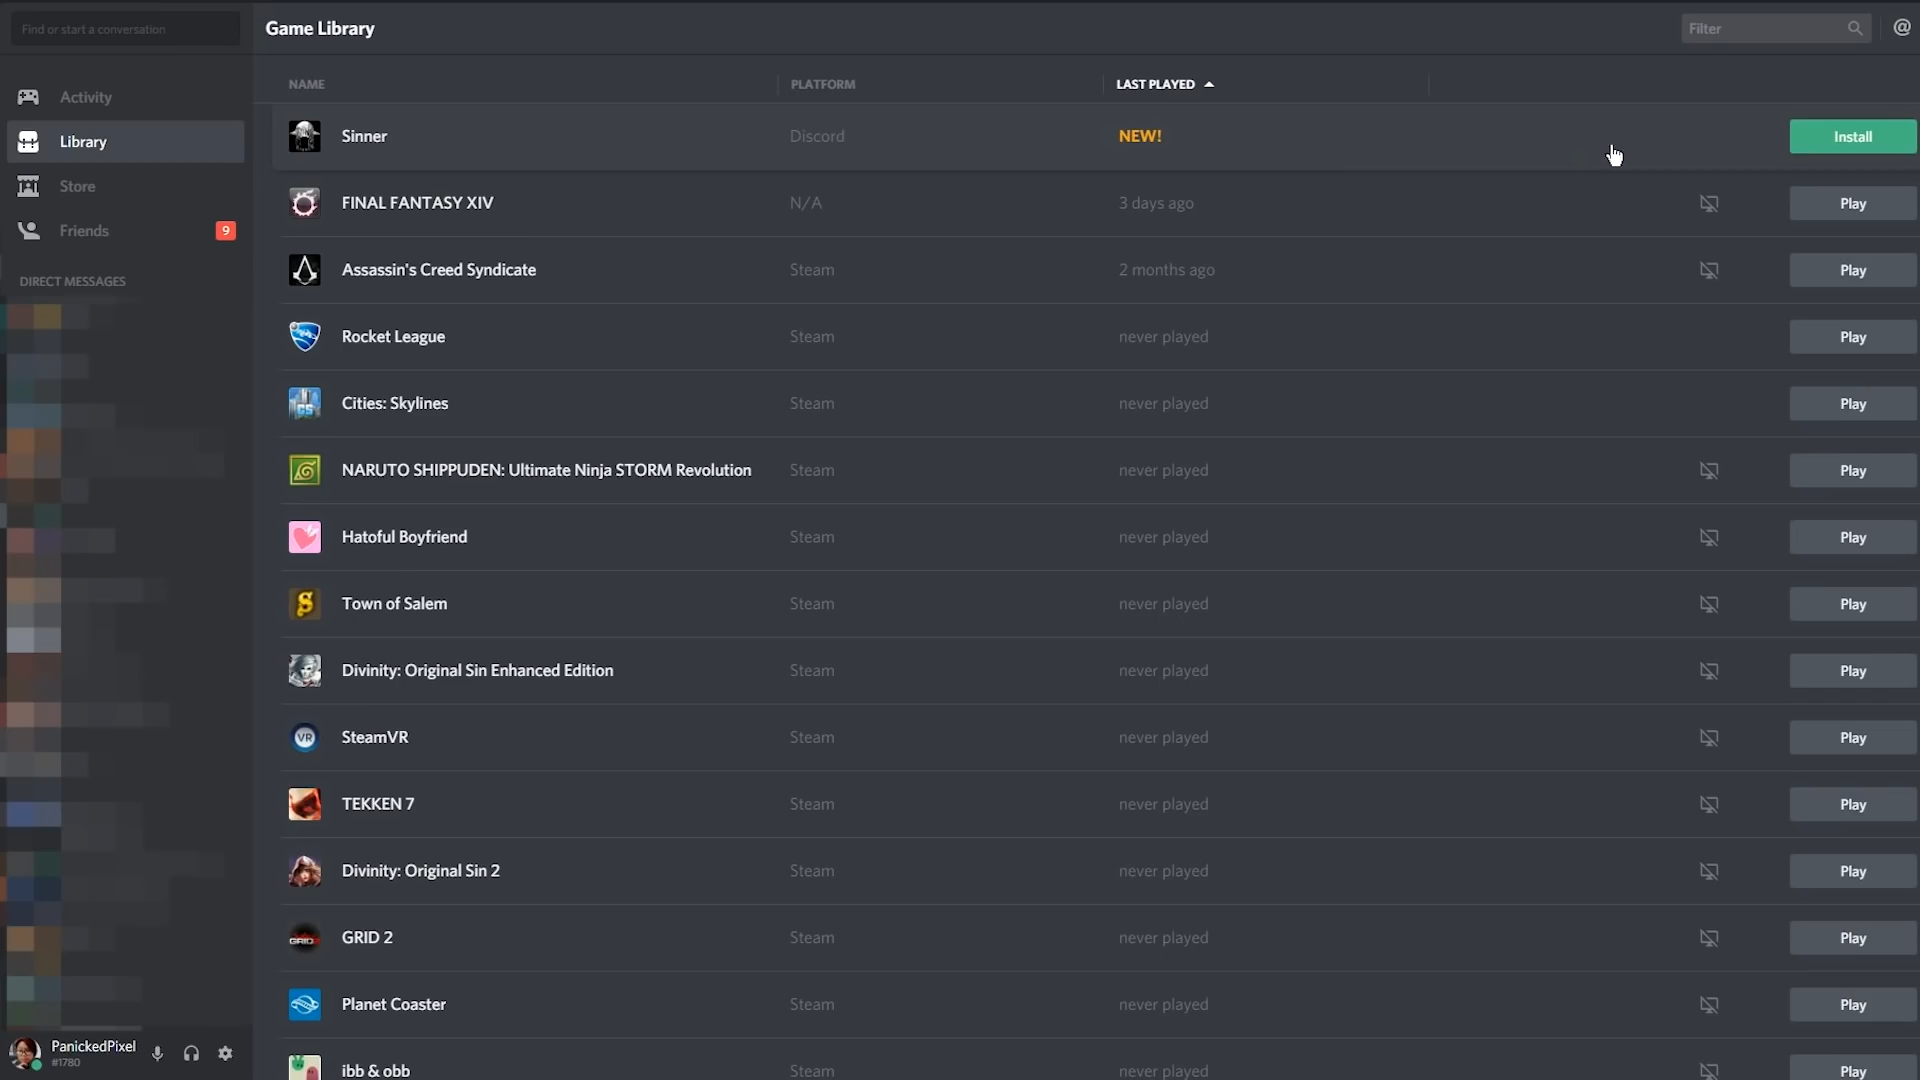 Find or start a conversation
Game Library
Filter
@
Activity
Library
Store
Friends
9
DIRECT MESSAGES
PanickedPixel
#1780
NAME PLATFORM LAST PLAYED
Sinner Discord NEW! Install
FINAL FANTASY XIV N/A 3 days ago Play
Assassin's Creed Syndicate Steam 2 months ago Play
Rocket League Steam never played Play
Cities: Skylines Steam never played Play
NARUTO SHIPPUDEN: Ultimate Ninja STORM Revolution Steam never played Play
Hatoful Boyfriend Steam never played Play
Town of Salem Steam never played Play
Divinity: Original Sin Enhanced Edition Steam never played Play
VR SteamVR Steam never played Play
TEKKEN 7 Steam never played Play
Divinity: Original Sin 2 Steam never played Play
GRID 2 Steam never played Play
Planet Coaster Steam never played Play
ibb & obb Steam never played Play